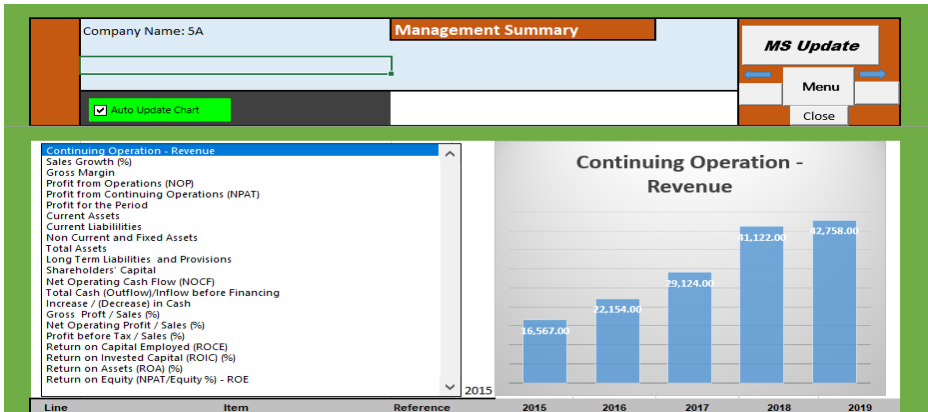 Company Name: 5A
Management Summary
MS Update
Menu
Close
Auto Update Chart
Continuing Operation - Revenue
Sales Growth (%)
Gross Margin
Profit from Operations (NOP)
Profit from Continuing Operations (NPAT)
Profit for the Period
Current Assets
Current Liabililities
Non Current and Fixed Assets
Total Assets
Long Term Liabilities and Provisions
Shareholders' Capital
Net Operating Cash Flow (NOCF)
Total Cash (Outflow)/Inflow before Financing
Increase / (Decrease) in Cash
Gross Proft / Sales (%)
Net Operating Profit / Sales (%)
Profit before Tax / Sales (%)
Return on Capital Employed (ROCE)
Return on Invested Capital (ROIC) (%)
Return on Assets (ROA) (%)
Return on Equity (NPAT/Equity %) - ROE
2015
Continuing Operation -
Revenue
16,567.00
22,154.00
29,124.00
41,122.00
42,758.00
Line Item Reference 2015 2016 2017 2018 2019